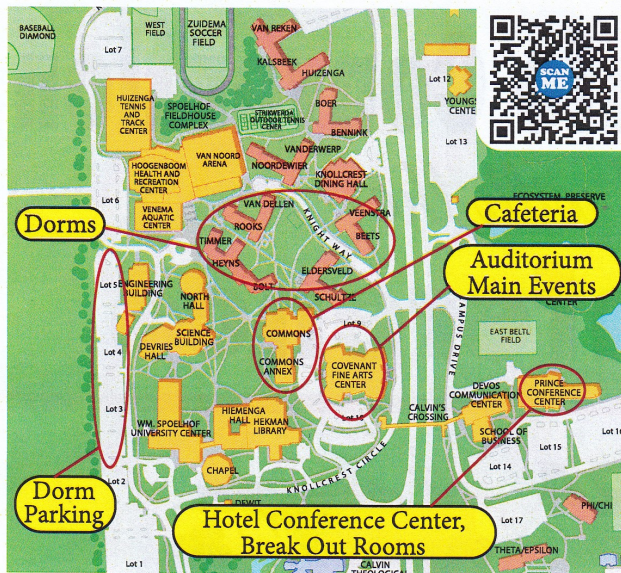 BASEBALL
DIAMOND
Lot 7
WEST
FIELD
ZUIDEMA
SOCCER
FIELD
VAN REKEN
KALSBEEK
HUIZENGA
BOER
BENNINK
Lot 12
Lot 13
SCAN
ME
HUIZENGA
TENNIS
AND
TRACK
CENTER
SPOELHOF
FIELDHOUSE
COMPLEX
STRIKWERDA
OUTDOOR TENNIS
CENTER
VAN NOORD
ARENA
HOOGENBOOM
HEALTH AND
RECREATION
CENTER
VANDERWERP
NOORDEWIER
KNOLLCREST
DINING HALL
ECOSYSTEM PRESERVE
Lot 6
VENEMA
AQUATIC
CENTER
Dorms
VAN DELLEN
ROOKS
TIMMER
HEYNS
BOLT
KNIGHT WAY
VEENSTRA
BEETS
ELDERSVELD
SCHULTZE
Cafeteria
Auditorium
Main Events
CENTER
Lot 5
ENGINEERING
BUILDING
NORTH
HALL
SCIENCE
BUILDING
DEVRIES
HALL
Lot 4
Lot 3
COMMONS
COMMONS
ANNEX
Lot 9
COVENANT
FINE ARTS
CENTER
Lot 10
EAST BELTL
FIELD
CALVIN'S
CROSSING
DEVOS
COMMUNICATION
CENTER
PRINCE
CONFERENCE
CENTER
SCHOOL OF
BUSINESS
Lot 14
Lot 15
Lot 16
WM. SPOELHOF
UNIVERSITY CENTER
HIEMENGA
HALL
HEKMAN
LIBRARY
CHAPEL
KNOLLCREST CIRCLE
Dorm
Parking
Lot 2
Lot 1
DEWIT
Hotel Conference Center,
Break Out Rooms
Lot 17
PHI/CHI
THETA/EPSILON
CALVIN